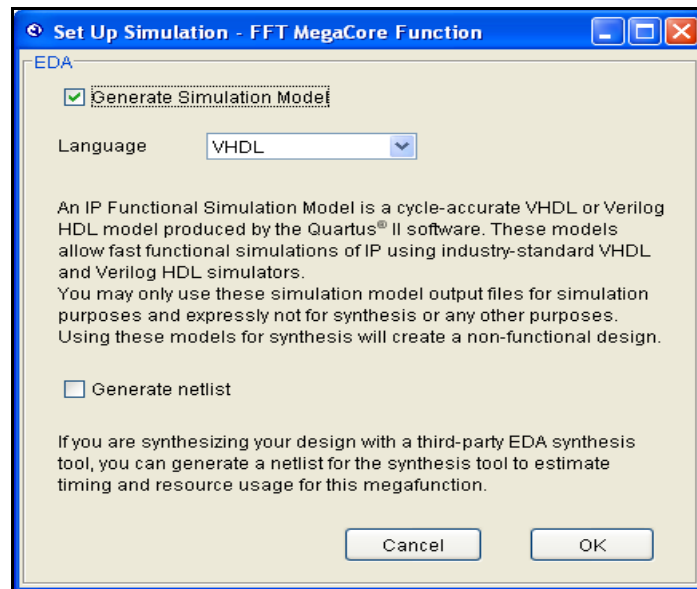 Set Up Simulation - FFT MegaCore Function
EDA
Generate Simulation Model
Language VHDL
An IP Functional Simulation Model is a cycle-accurate VHDL or Verilog
HDL model produced by the Quartus® II software. These models
allow fast functional simulations of IP using industry-standard VHDL
and Verilog HDL simulators.
You may only use these simulation model output files for simulation
purposes and expressly not for synthesis or any other purposes.
Using these models for synthesis will create a non-functional design.
Generate netlist
If you are synthesizing your design with a third-party EDA synthesis
tool, you can generate a netlist for the synthesis tool to estimate
timing and resource usage for this megafunction.
Cancel OK